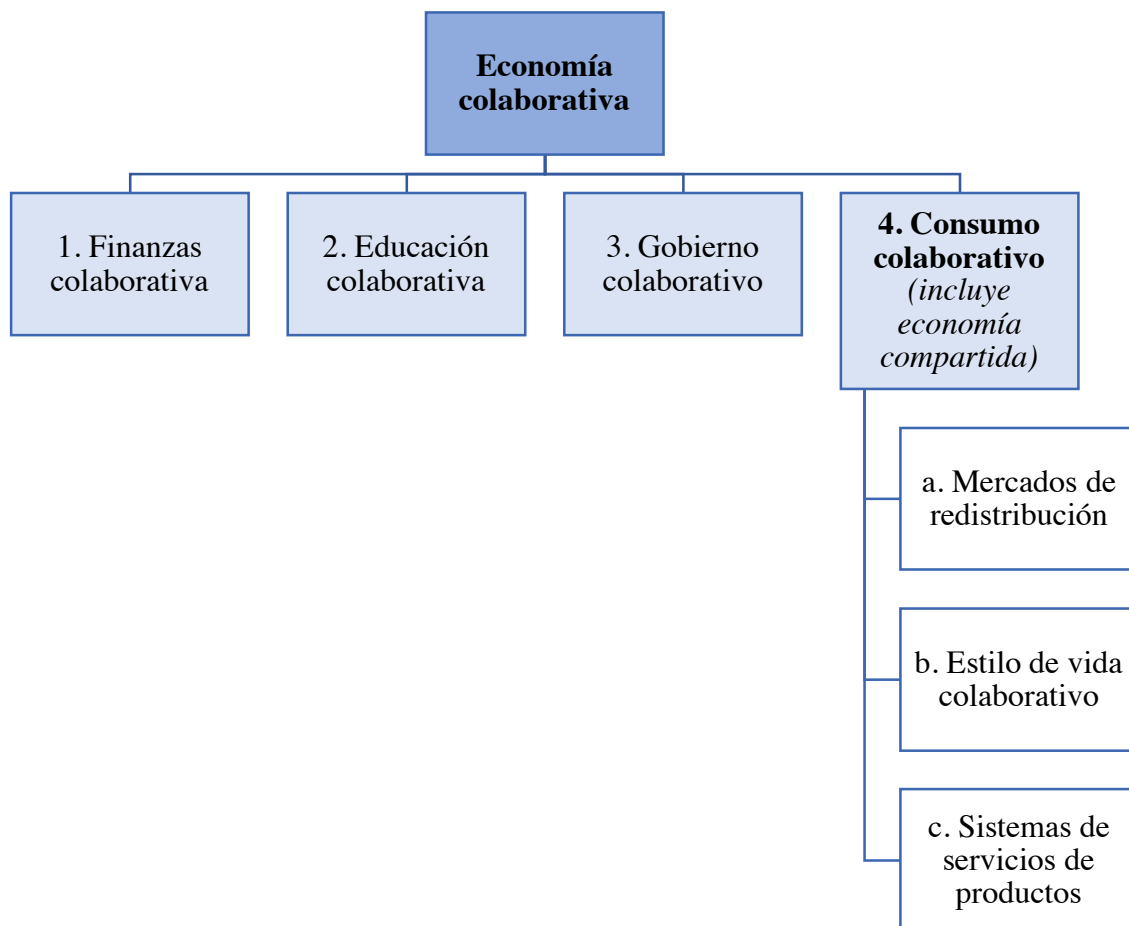 Economía
colaborativa
1. Finanzas
colaborativa
2. Educación
colaborativa
3. Gobierno
colaborativo
4. Consumo
colaborativo
(incluye
economía
compartida)
a. Mercados de
redistribución
b. Estilo de vida
colaborativo
c. Sistemas de
servicios de
productos